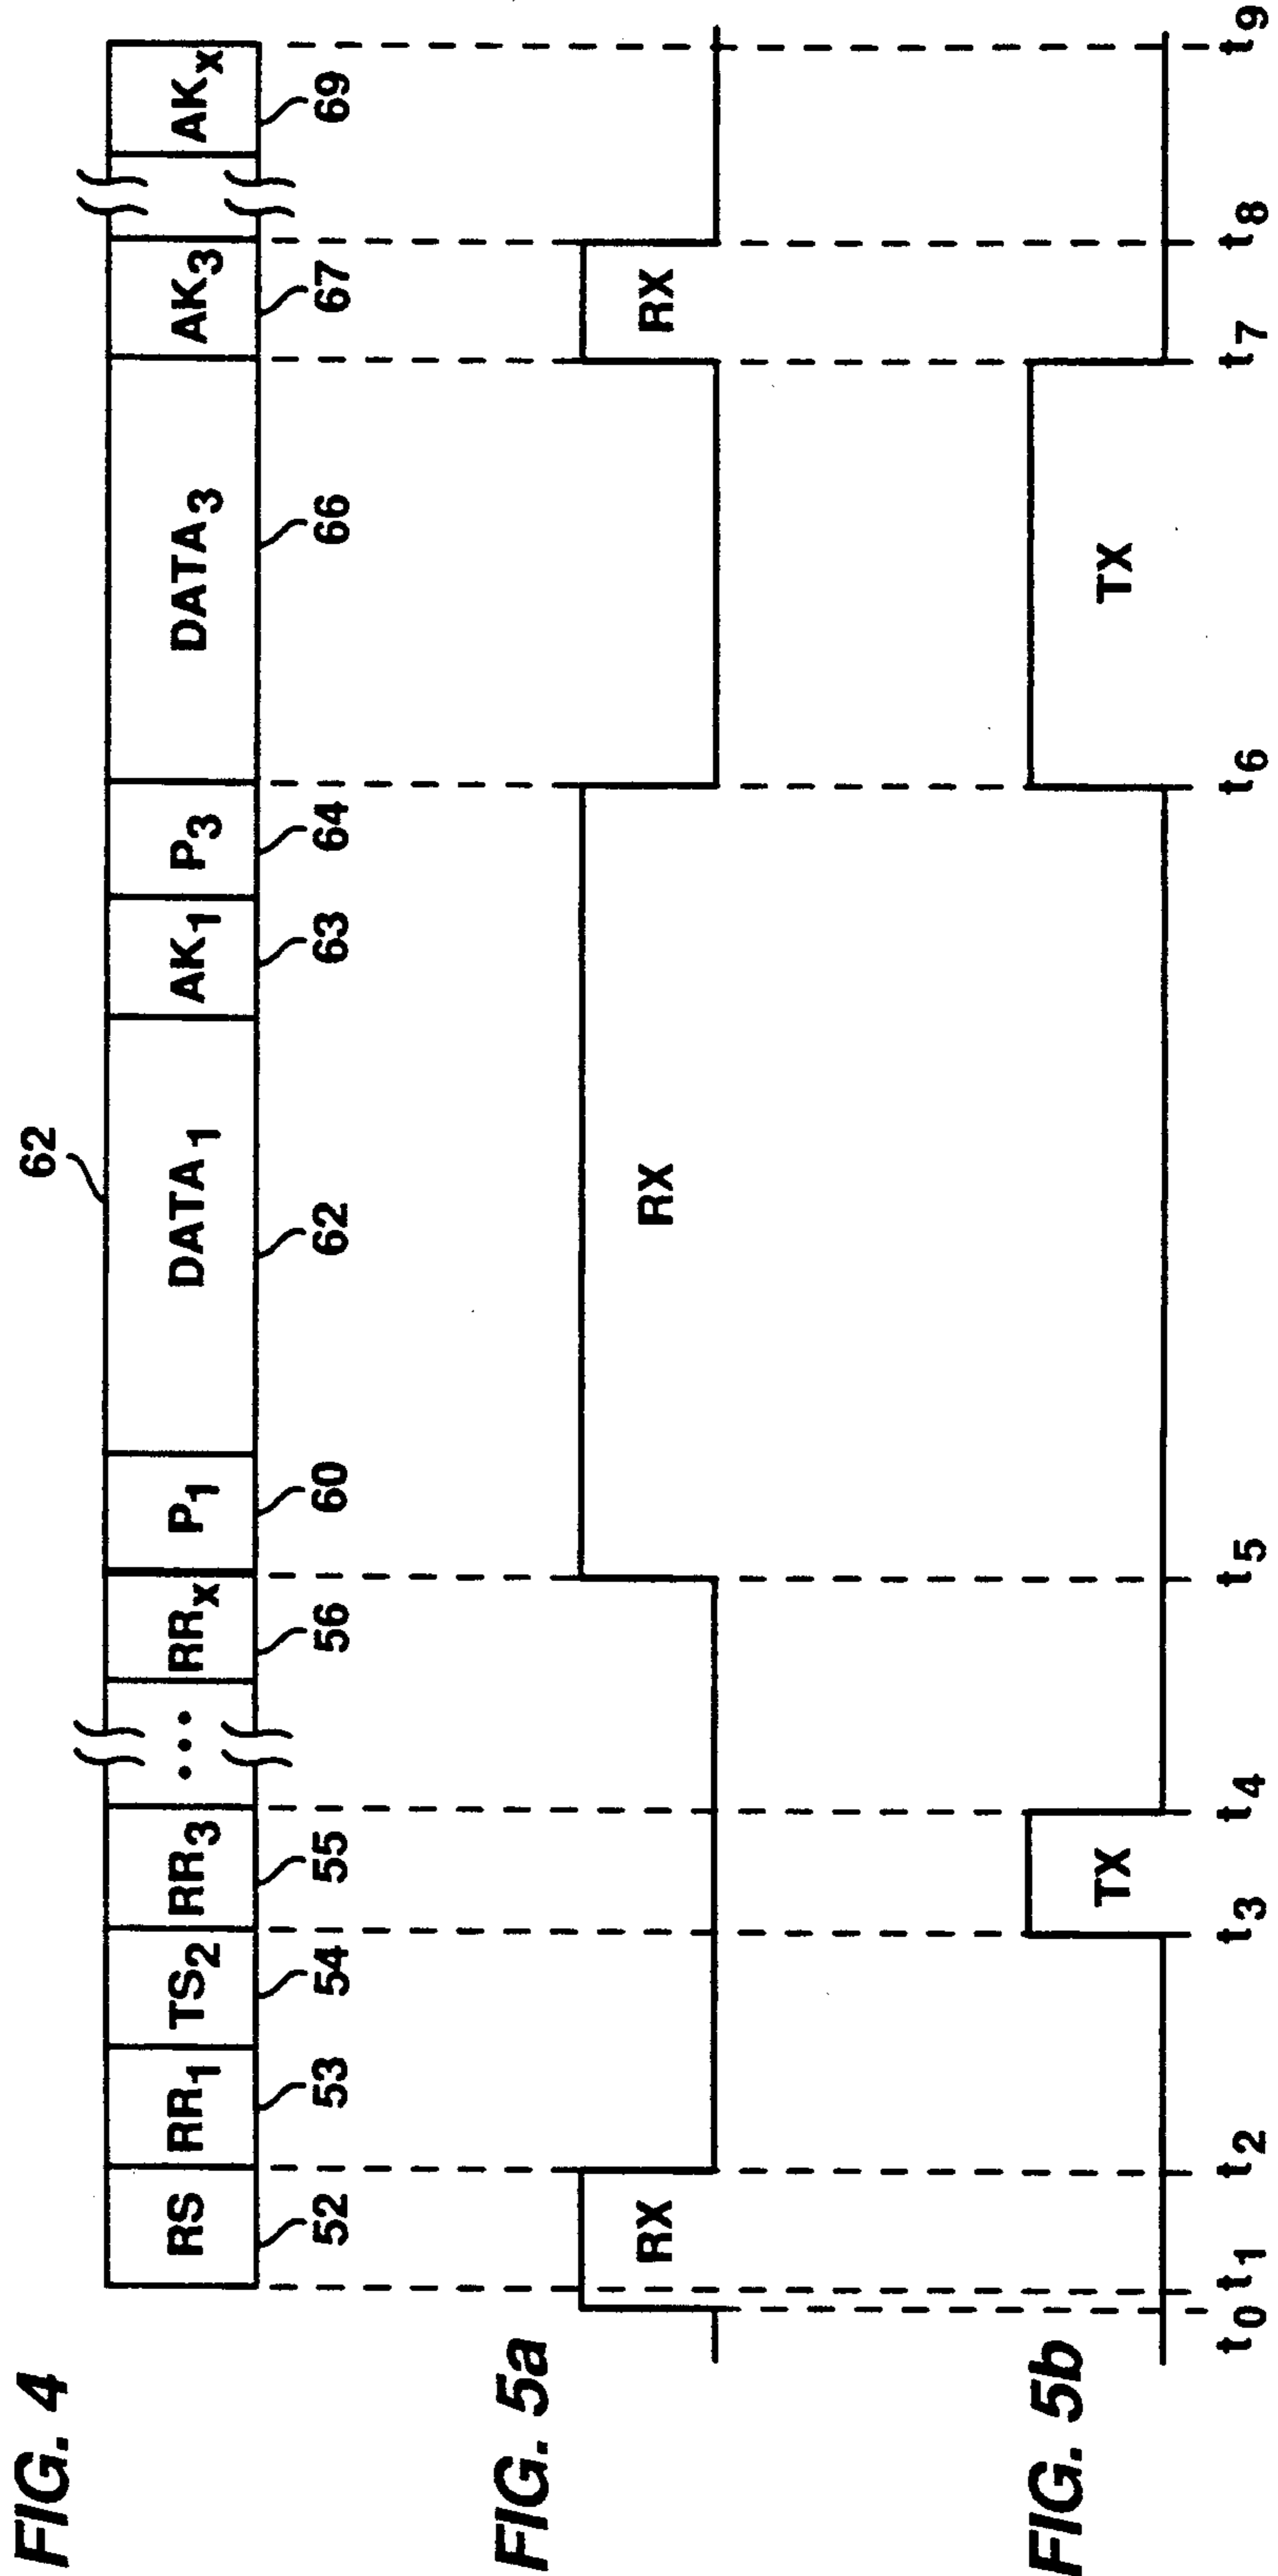 FIG. 4
62
RS RR1 TS2 RR3 ... RRx P1 DATA1 AK1 P3 DATA3 AK3 AKx
52 53 54 55 56 60 62 63 64 66 67 69
FIG. 5a
RX RX RX
FIG. 5b
TX TX
t0 t1 t2 t3 t4 t5 t6 t7 t8 t9